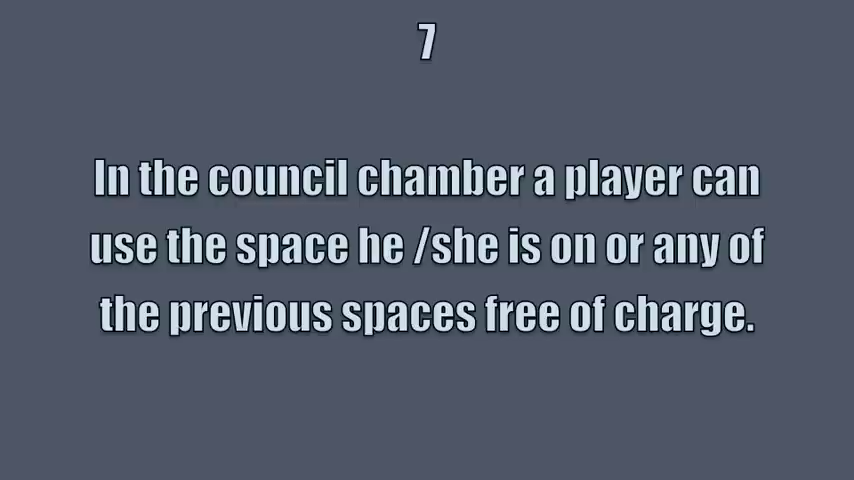 7
In the council chamber a player can
use the space he /she is on or any of
the previous spaces free of charge.